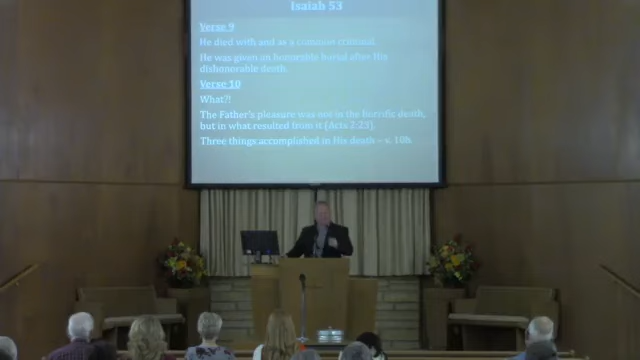 Isaiah 53
Verse 9
He died with and as a common criminal.
He was given an honorable burial after His
dishonorable death.
Verse 10
What?!
The Father's pleasure was not in the horrific death,
but in what resulted from it (Acts 2:23).
Three things accomplished in His death – v. 10b.